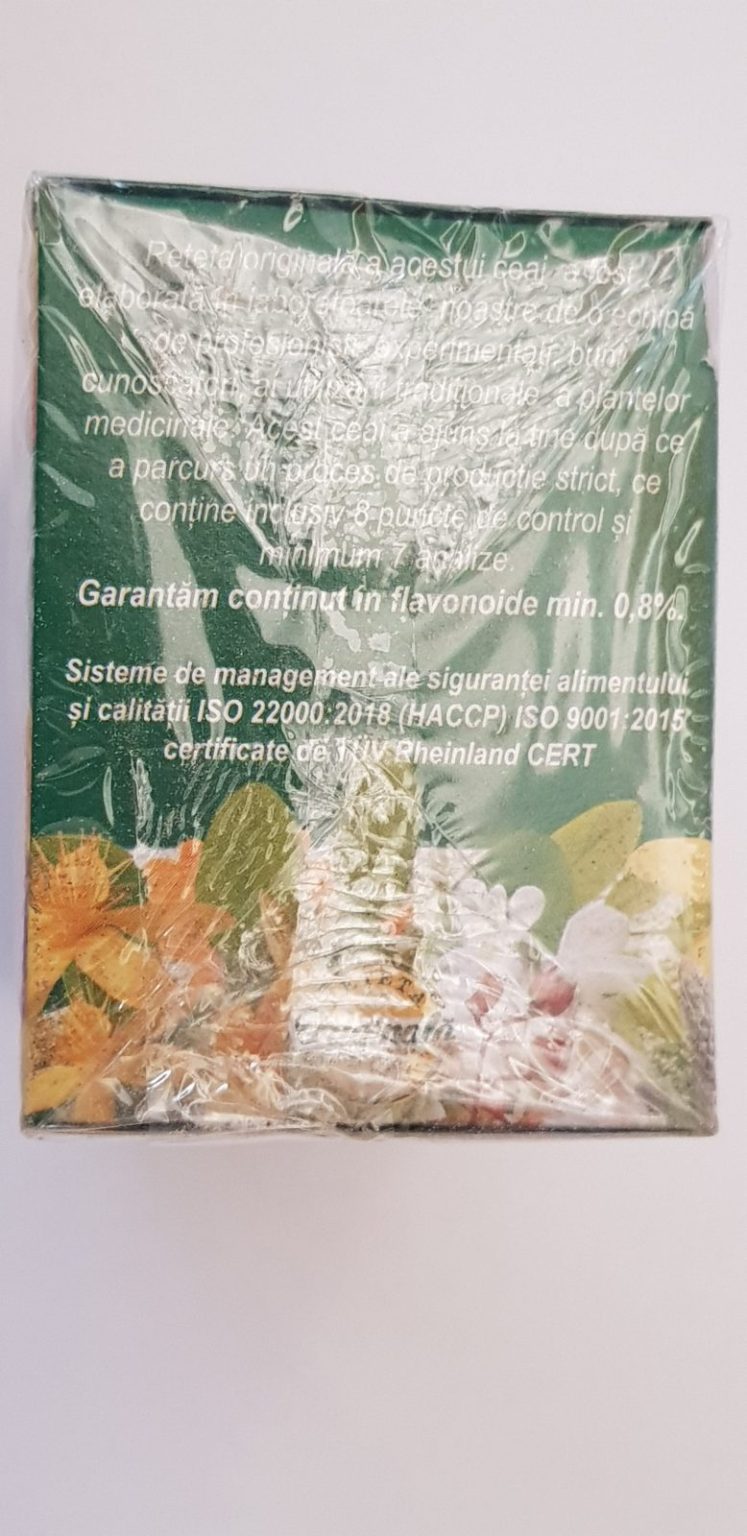 Rețeta originală a acestui ceai a fost
elaborată în laboratoarele noastre de o echipă
de profesioniști experimentați, buni
cunoscători ai utilizării tradiționale a plantelor
medicinale. Acest ceai a ajuns la tine după ce
a parcurs un proces de producție strict, ce
conține inclusiv 8 puncte de control și
minimum 7 analize.
Garantăm conținut în flavonoide min. 0,8%.
Sisteme de management ale siguranței alimentului
și calității ISO 22000:2018 (HACCP) ISO 9001:2015
certificate de TÜV Rheinland CERT